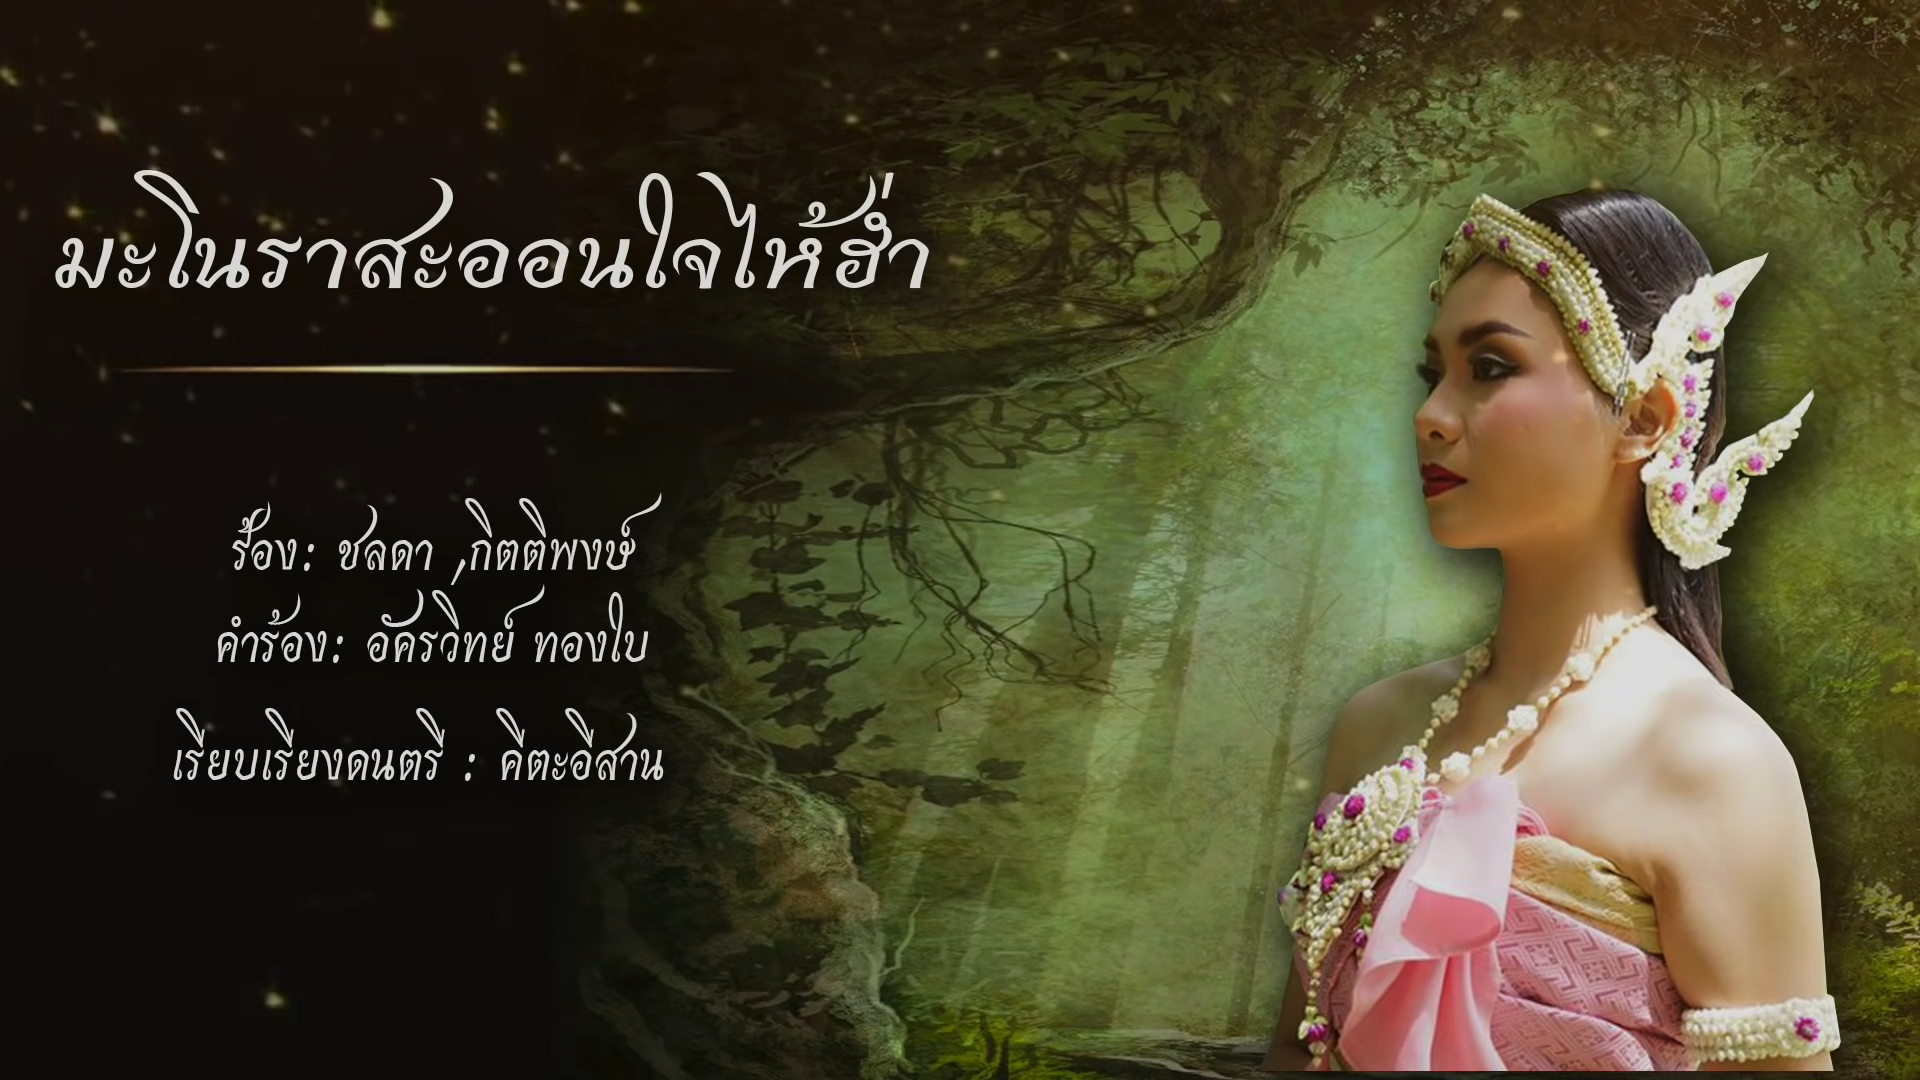 มะโนราสะออนใจไห้ฮ่ำ
ร้อง: ชลดา ,กิตติพงษ์
คำร้อง: อัครวิทย์ ทองใบ
เรียบเรียงดนตรี : คีตะอีสาน